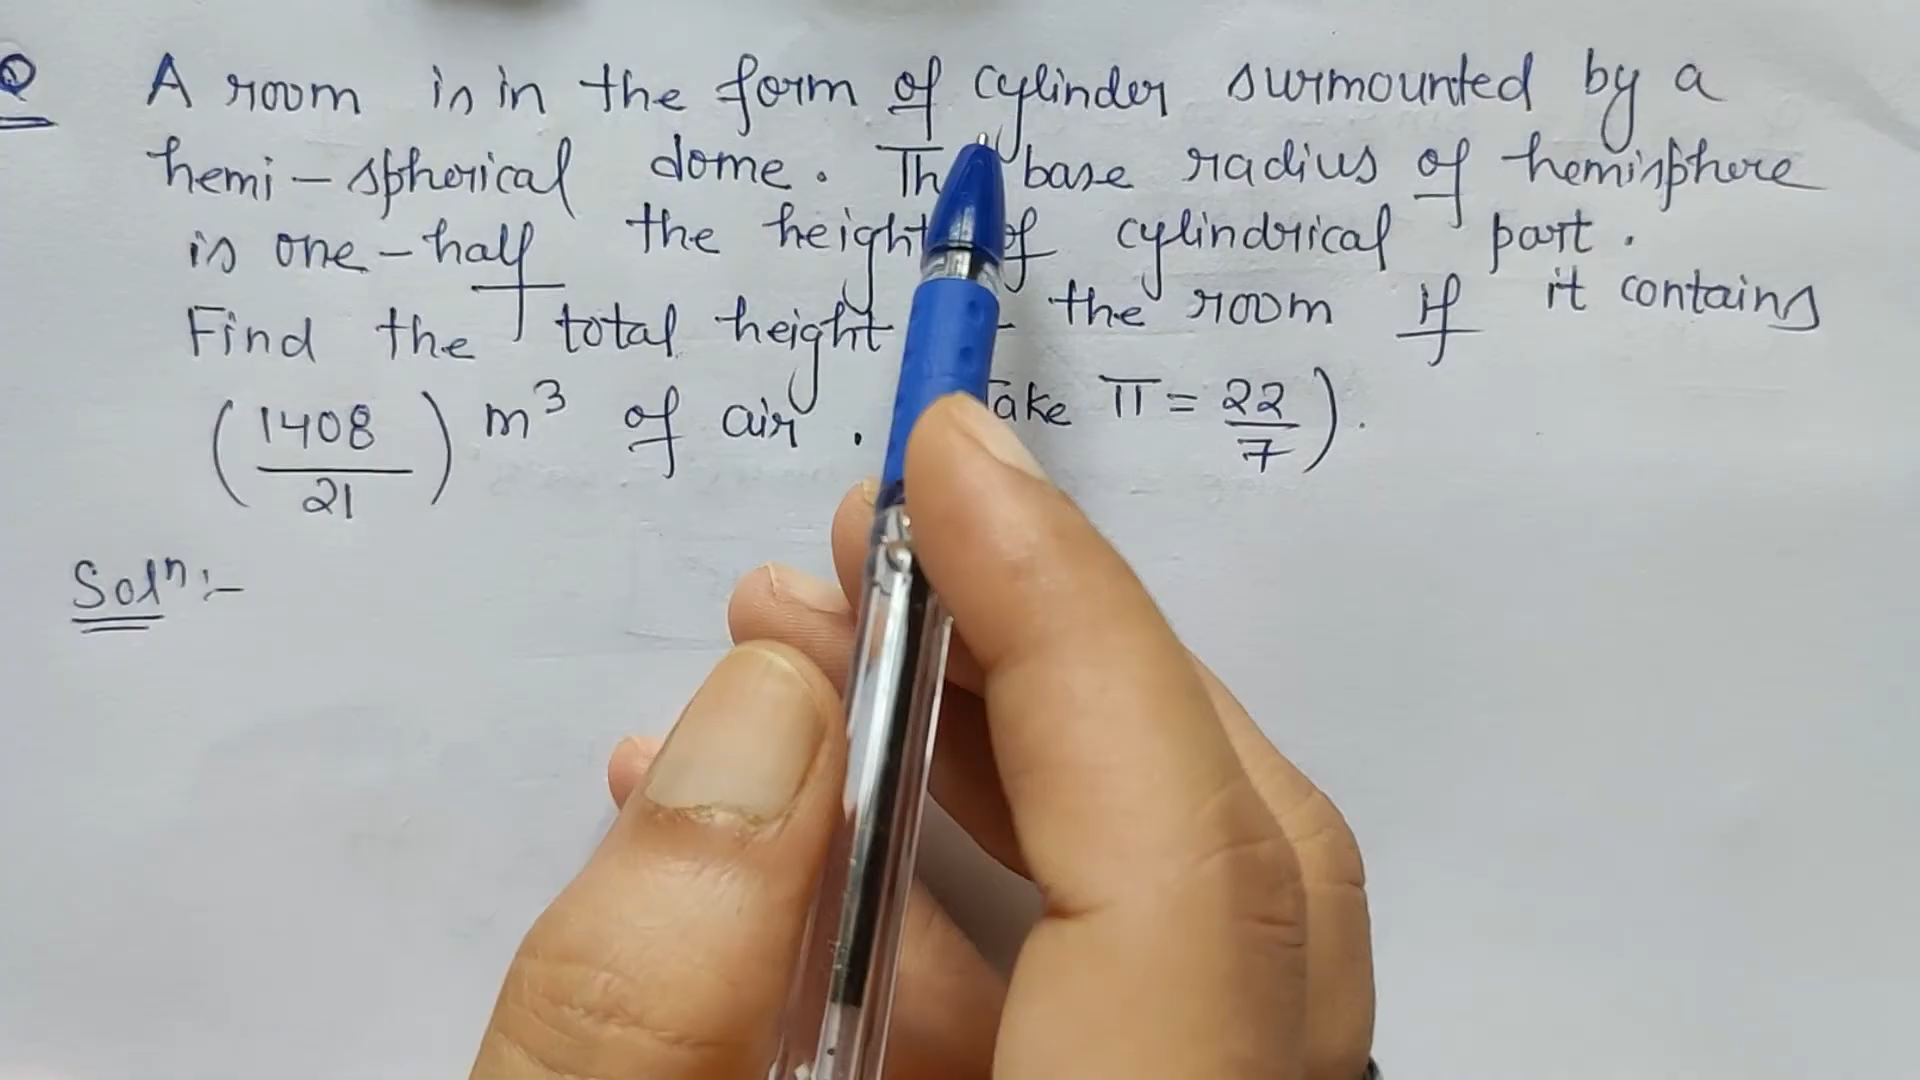 Q A room is in the form of cylinder surmounted by a
hemi-spherical dome. Th base radius of hemisphere
is one-half the height of cylindrical part.
Find the total height the room if it contains
(1408/21) m³ of air. Take π = 22/7).
Solⁿ:-